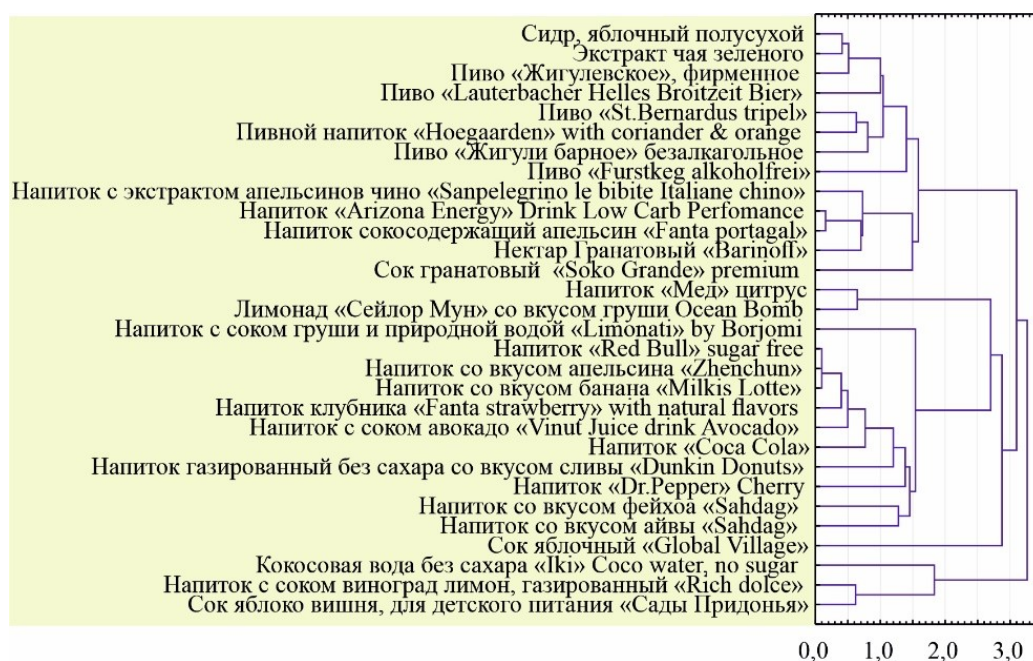 Сидр, яблочный полусухой
Экстракт чая зеленого
Пиво «Жигулевское», фирменное
Пиво «Lauterbacher Helles Broitzeit Bier»
Пиво «St.Bernardus tripel»
Пивной напиток «Hoegaarden» with coriander & orange
Пиво «Жигули барное» безалкагольное
Пиво «Furstkeg alkoholfrei»
Напиток с экстрактом апельсинов чино «Sanpelegrino le bibite Italiane chino»
Напиток «Arizona Energy» Drink Low Carb Perfomance
Напиток сокосодержащий апельсин «Fanta portagal»
Нектар Гранатовый «Barinoff»
Сок гранатовый «Soko Grande» premium
Напиток «Мед» цитрус
Лимонад «Сейлор Мун» со вкусом груши Ocean Bomb
Напиток с соком груши и природной водой «Limonati» by Borjomi
Напиток «Red Bull» sugar free
Напиток со вкусом апельсина «Zhenchun»
Напиток со вкусом банана «Milkis Lotte»
Напиток клубника «Fanta strawberry» with natural flavors
Напиток с соком авокадо «Vinut Juice drink Avocado»
Напиток «Coca Cola»
Напиток газированный без сахара со вкусом сливы «Dunkin Donuts»
Напиток «Dr.Pepper» Cherry
Напиток со вкусом фейхоа «Sahdag»
Напиток со вкусом айвы «Sahdag»
Сок яблочный «Global Village»
Кокосовая вода без сахара «Iki» Coco water, no sugar
Напиток с соком виноград лимон, газированный «Rich dolce»
Сок яблоко вишня, для детского питания «Сады Придонья»
0,0 1,0 2,0 3,0